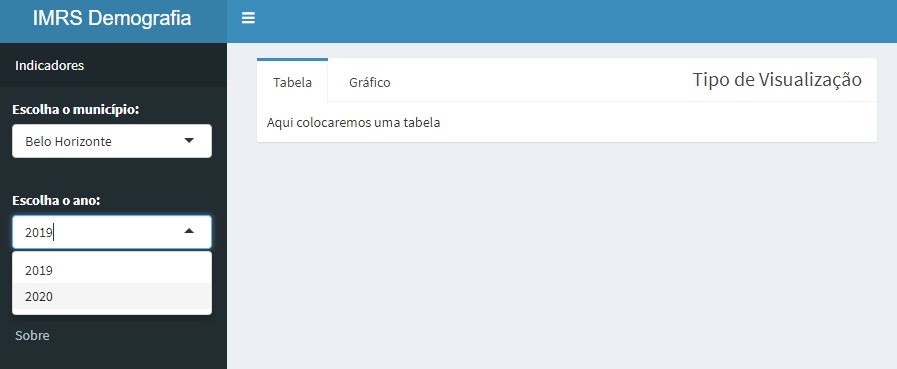 IMRS Demografia
Indicadores
Escolha o município:
Belo Horizonte
Escolha o ano:
2019
2019
2020
Sobre
Tabela
Gráfico
Tipo de Visualização
Aqui colocaremos uma tabela